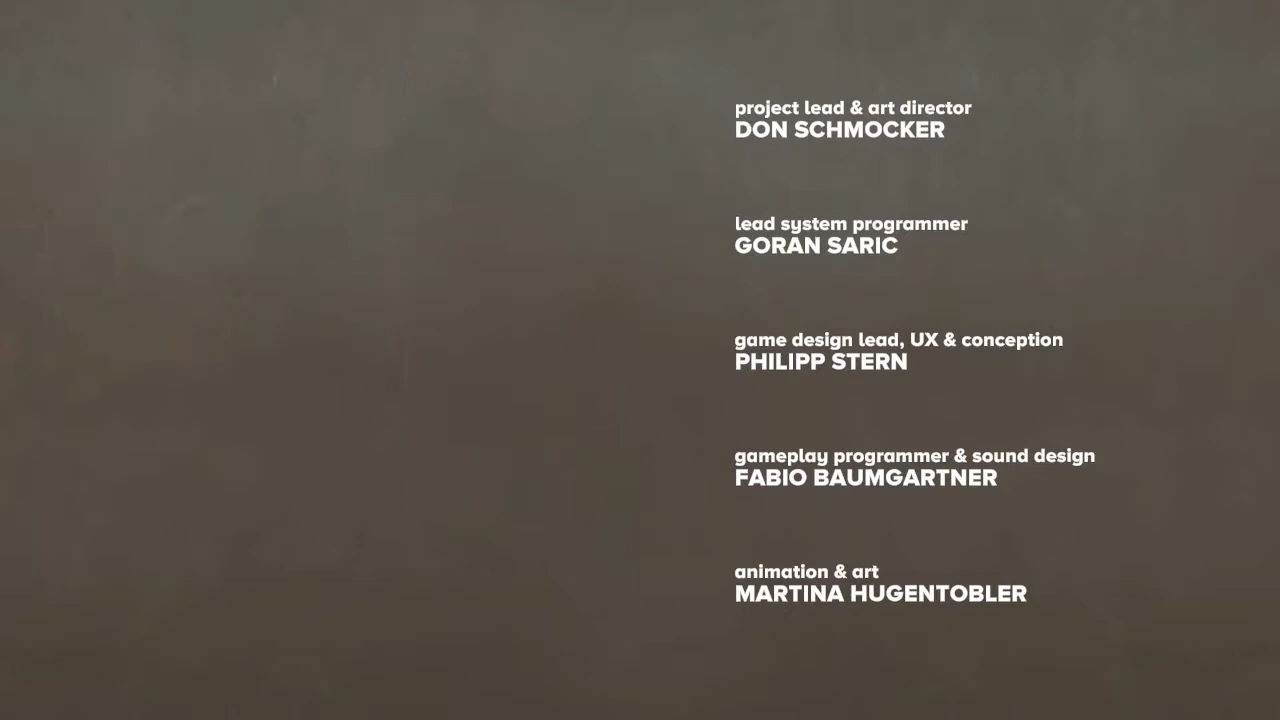 project lead & art director
DON SCHMOCKER
lead system programmer
GORAN SARIC
game design lead, UX & conception
PHILIPP STERN
gameplay programmer & sound design
FABIO BAUMGARTNER
animation & art
MARTINA HUGENTOBLER